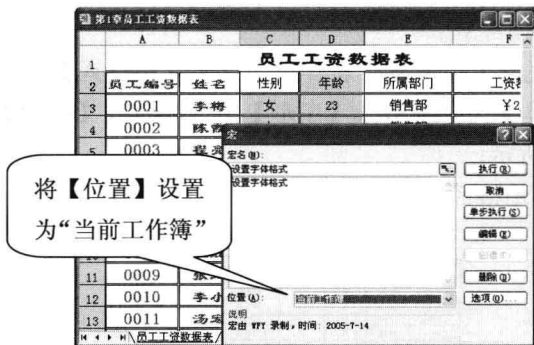 第1章员工工资数据表
A B C D E F
1 员工工资数据表
2 员工编号 姓名 性别 年龄 所属部门
3 0001 李梅 女 23 销售部 ￥2
4 0002
5 0003
将【位置】设置
为“当前工作簿”
宏
宏名(M):
设置字体格式
设置字体格式
执行(R)
取消
单步执行(S)
编辑(E)
删除(D)
选项(O)...
11 0009
12 0010
13 0011
位置(A):
说明
宏由 WFY 录制，时间: 2005-7-14
员工工资数据表